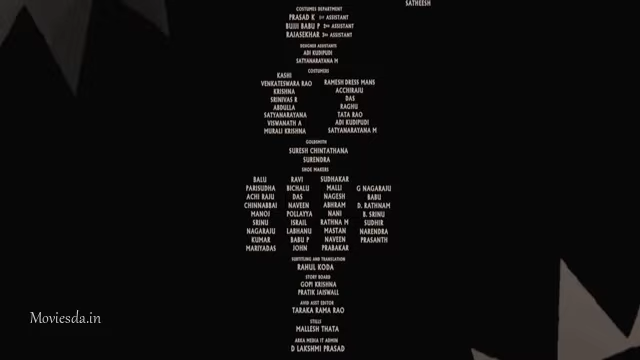 SATHEESH
COSTUMES DEPARTMENT
PRASAD K 1ST ASSISTANT
BUJJI BABU P 2ND ASSISTANT
RAJASEKHAR 3RD ASSISTANT
DESIGNER ASSISTANTS
ADI KUDIPUDI
SATYANARAYANA M
COSTUMERS
KASHI
VENKATESWARA RAO RAMESH DRESS MANS
KRISHNA ACCHIRAJU
SRINIVAS R DAS
ABDULLA RAGHU
SATYANARAYANA TATA RAO
VISWANATH A ADI KUDIPUDI
MURALI KRISHNA SATYANARAYANA M
GOLDSMITH
SURESH CHINTATHANA
SURENDRA
SHOE MAKERS
BALU RAVI SUDHAKAR
PARISUDHA BICHALU MALLI G NAGARAJU
ACHI RAJU DAS NAGESH BABU
CHINNABBAI NAVEEN ABHRAM D. RATHNAM
MANOJ POLLAYYA NANI B. SRINU
SRINU ISRAIL RATHNA M SUDHIR
NAGARAJU LABHANU MASTAN NARENDRA
KUMAR BABU P NAVEEN PRASANTH
MARIYADAS JOHN PRABAKAR
SUBTITLING AND TRANSLATION
RAHUL KODA
STORY BOARD
GOPI KRISHNA
PRATIK JAISWALL
AVID ASST EDITOR
TARAKA RAMA RAO
STILLS
MALLESH THATA
ARKA MEDIA IT ADMIN
D LAKSHMI PRASAD
Moviesda.in